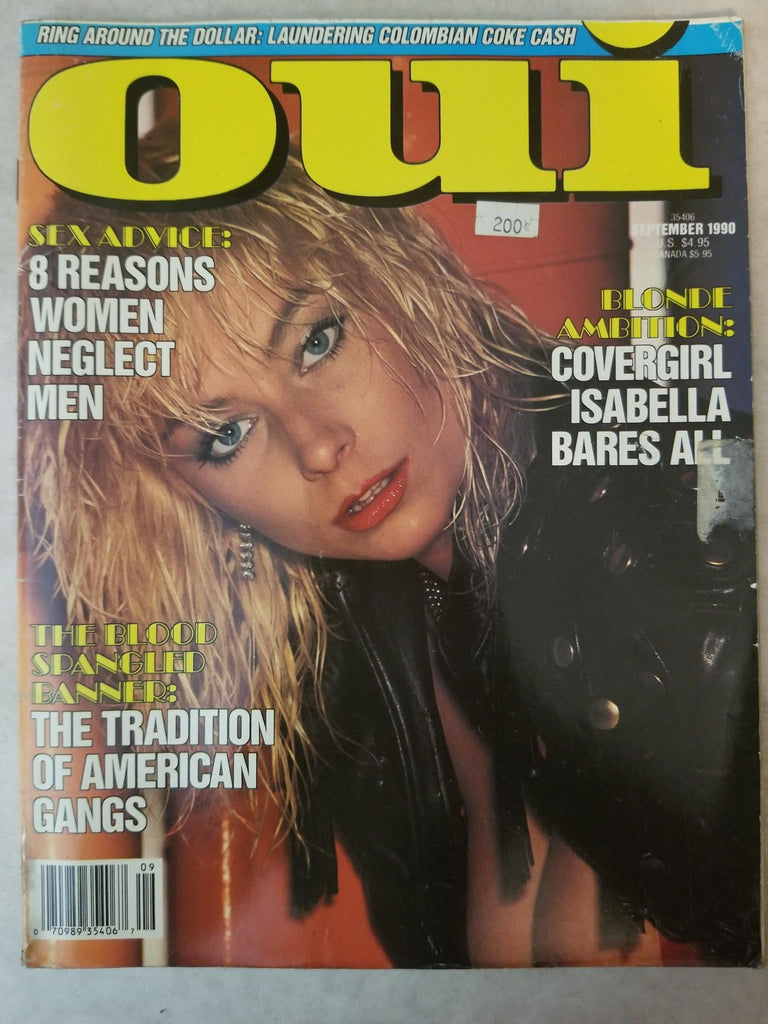 RING AROUND THE DOLLAR: LAUNDERING COLOMBIAN COKE CASH
oui
200
35406
SEPTEMBER 1990
U.S. $4.95
CANADA $5.95
SEX ADVICE:
8 REASONS
WOMEN
NEGLECT
MEN
BLONDE
AMBITION:
COVERGIRL
ISABELLA
BARES ALL
THE BLOOD
SPANGLED
BANNER:
THE TRADITION
OF AMERICAN
GANGS
09
0 70989 35406 7